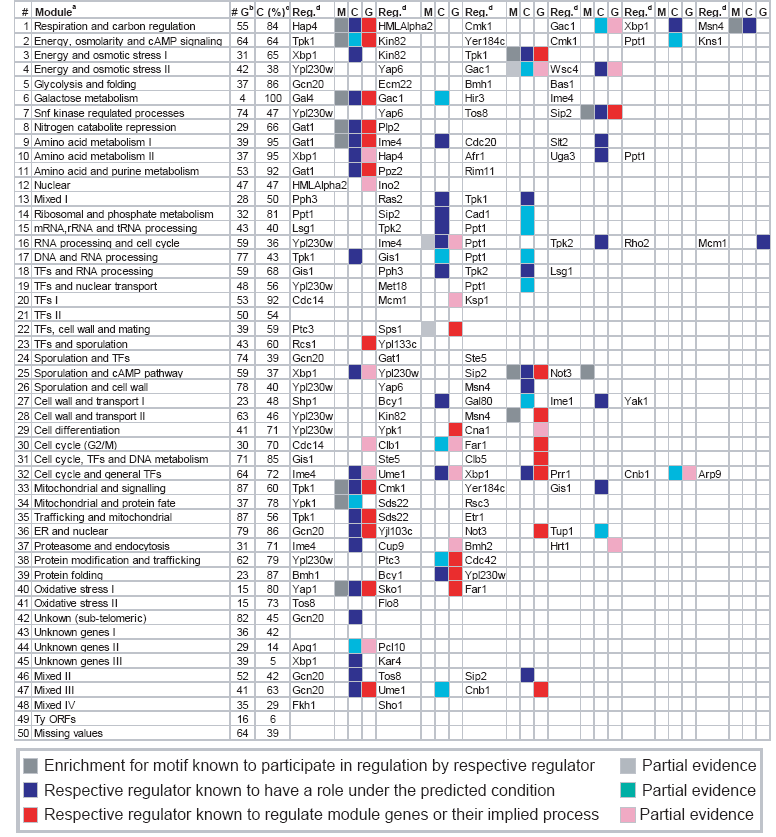 # Moduleᵃ # Gᵇ C (%)ᶜ Reg.ᵈ M C G Reg.ᵈ M C G Reg.ᵈ M C G Reg.ᵈ M C G Reg.ᵈ M C G Reg.ᵈ M C G
1 Respiration and carbon regulation 55 84 Hap4 HMLAlpha2 Cmk1 Gac1 Xbp1 Msn4
2 Energy, osmolarity and cAMP signaling 64 64 Tpk1 Kin82 Yer184c Cmk1 Ppt1 Kns1
3 Energy and osmotic stress I 31 65 Xbp1 Kin82 Tpk1
4 Energy and osmotic stress II 42 38 Ypl230w Yap6 Gac1 Wsc4
5 Glycolysis and folding 37 86 Gcn20 Ecm22 Bmh1 Bas1
6 Galactose metabolism 4 100 Gal4 Gac1 Hir3 Ime4
7 Snf kinase regulated processes 74 47 Ypl230w Yap6 Tos8 Sip2
8 Nitrogen catabolite repression 29 66 Gat1 Plp2
9 Amino acid metabolism I 39 95 Gat1 Ime4 Cdc20 Slt2
10 Amino acid metabolism II 37 95 Xbp1 Hap4 Afr1 Uga3 Ppt1
11 Amino acid and purine metabolism 53 92 Gat1 Ppz2 Rim11
12 Nuclear 47 47 HMLAlpha2 Ino2
13 Mixed I 28 50 Pph3 Ras2 Tpk1
14 Ribosomal and phosphate metabolism 32 81 Ppt1 Sip2 Cad1
15 mRNA,rRNA and tRNA processing 43 40 Lsg1 Tpk2 Ppt1
16 RNA processing and cell cycle 59 36 Ypl230w Ime4 Ppt1 Tpk2 Rho2 Mcm1
17 DNA and RNA processing 77 43 Tpk1 Gis1 Ppt1
18 TFs and RNA processing 59 68 Gis1 Pph3 Tpk2 Lsg1
19 TFs and nuclear transport 48 56 Ypl230w Met18 Ppt1
20 TFs I 53 92 Cdc14 Mcm1 Ksp1
21 TFs II 50 54
22 TFs, cell wall and mating 39 59 Ptc3 Sps1
23 TFs and sporulation 43 60 Rcs1 Ypl133c
24 Sporulation and TFs 74 39 Gcn20 Gat1 Ste5
25 Sporulation and cAMP pathway 59 37 Xbp1 Ypl230w Sip2 Not3
26 Sporulation and cell wall 78 40 Ypl230w Yap6 Msn4
27 Cell wall and transport I 23 48 Shp1 Bcy1 Gal80 Ime1 Yak1
28 Cell wall and transport II 63 46 Ypl230w Kin82 Msn4
29 Cell differentiation 41 71 Ypl230w Ypk1 Cna1
30 Cell cycle (G2/M) 30 70 Cdc14 Clb1 Far1
31 Cell cycle, TFs and DNA metabolism 71 85 Gis1 Ste5 Clb5
32 Cell cycle and general TFs 64 72 Ime4 Ume1 Xbp1 Prr1 Cnb1 Arp9
33 Mitochondrial and signalling 87 60 Tpk1 Cmk1 Yer184c Gis1
34 Mitochondrial and protein fate 37 78 Ypk1 Sds22 Rsc3
35 Trafficking and mitochondrial 87 56 Tpk1 Sds22 Etr1
36 ER and nuclear 79 86 Gcn20 Yjl103c Not3 Tup1
37 Proteasome and endocytosis 31 71 Ime4 Cup9 Bmh2 Hrt1
38 Protein modification and trafficking 62 79 Ypl230w Ptc3 Cdc42
39 Protein folding 23 87 Bmh1 Bcy1 Ypl230w
40 Oxidative stress I 15 80 Yap1 Sko1 Far1
41 Oxidative stress II 15 73 Tos8 Flo8
42 Unkown (sub-telomeric) 82 45 Gcn20
43 Unknown genes I 36 42
44 Unknown genes II 29 14 Apg1 Pcl10
45 Unknown genes III 39 5 Xbp1 Kar4
46 Mixed II 52 42 Gcn20 Tos8 Sip2
47 Mixed III 41 63 Gcn20 Ume1 Cnb1
48 Mixed IV 35 29 Fkh1 Sho1
49 Ty ORFs 16 6
50 Missing values 64 39
Enrichment for motif known to participate in regulation by respective regulator Partial evidence
Respective regulator known to have a role under the predicted condition Partial evidence
Respective regulator known to regulate module genes or their implied process Partial evidence